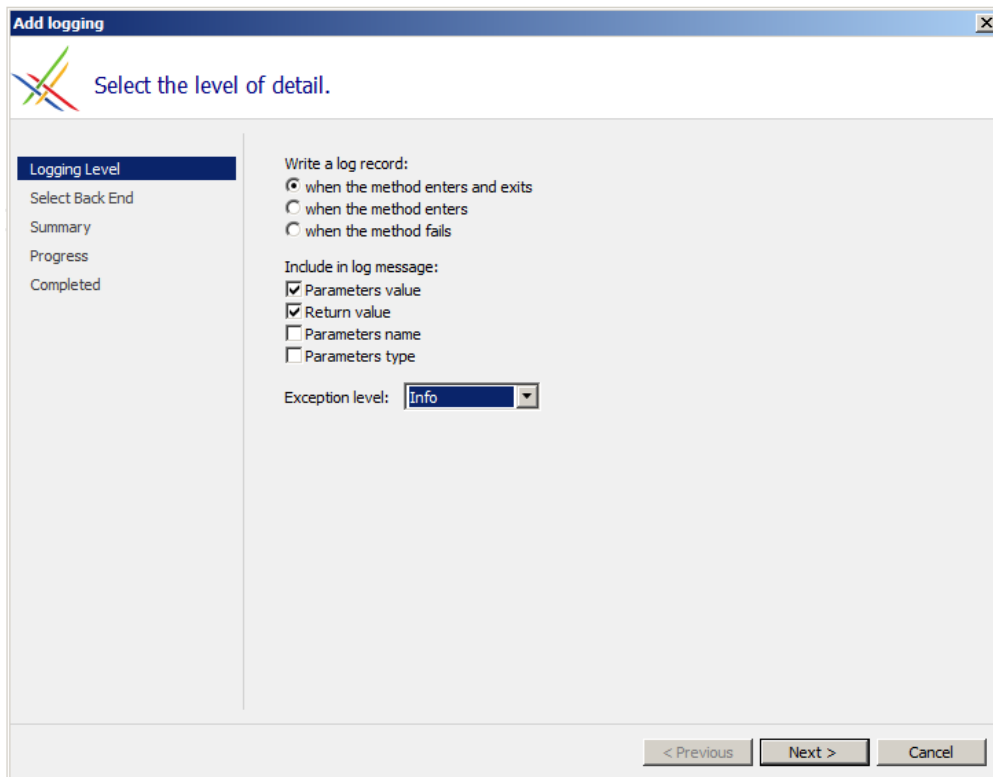 Add logging
Select the level of detail.
Logging Level
Select Back End
Summary
Progress
Completed
Write a log record:
when the method enters and exits
when the method enters
when the method fails
Include in log message:
Parameters value
Return value
Parameters name
Parameters type
Exception level: Info
< Previous Next > Cancel